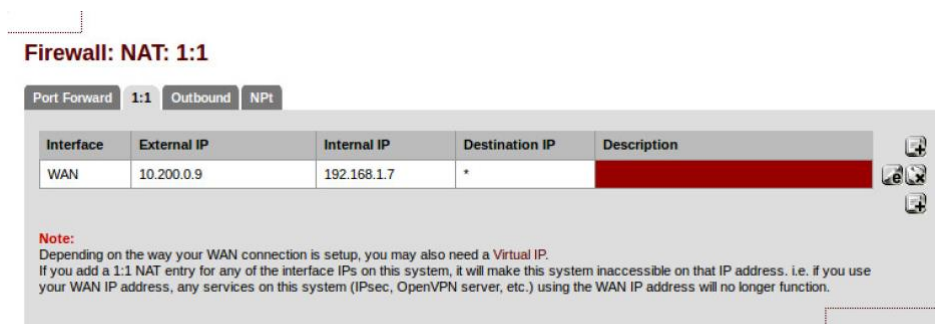 Firewall: NAT: 1:1
Port Forward 1:1 Outbound NPt
Interface External IP Internal IP Destination IP Description
WAN 10.200.0.9 192.168.1.7 *
Note:
Depending on the way your WAN connection is setup, you may also need a Virtual IP.
If you add a 1:1 NAT entry for any of the interface IPs on this system, it will make this system inaccessible on that IP address. i.e. if you use
your WAN IP address, any services on this system (IPsec, OpenVPN server, etc.) using the WAN IP address will no longer function.